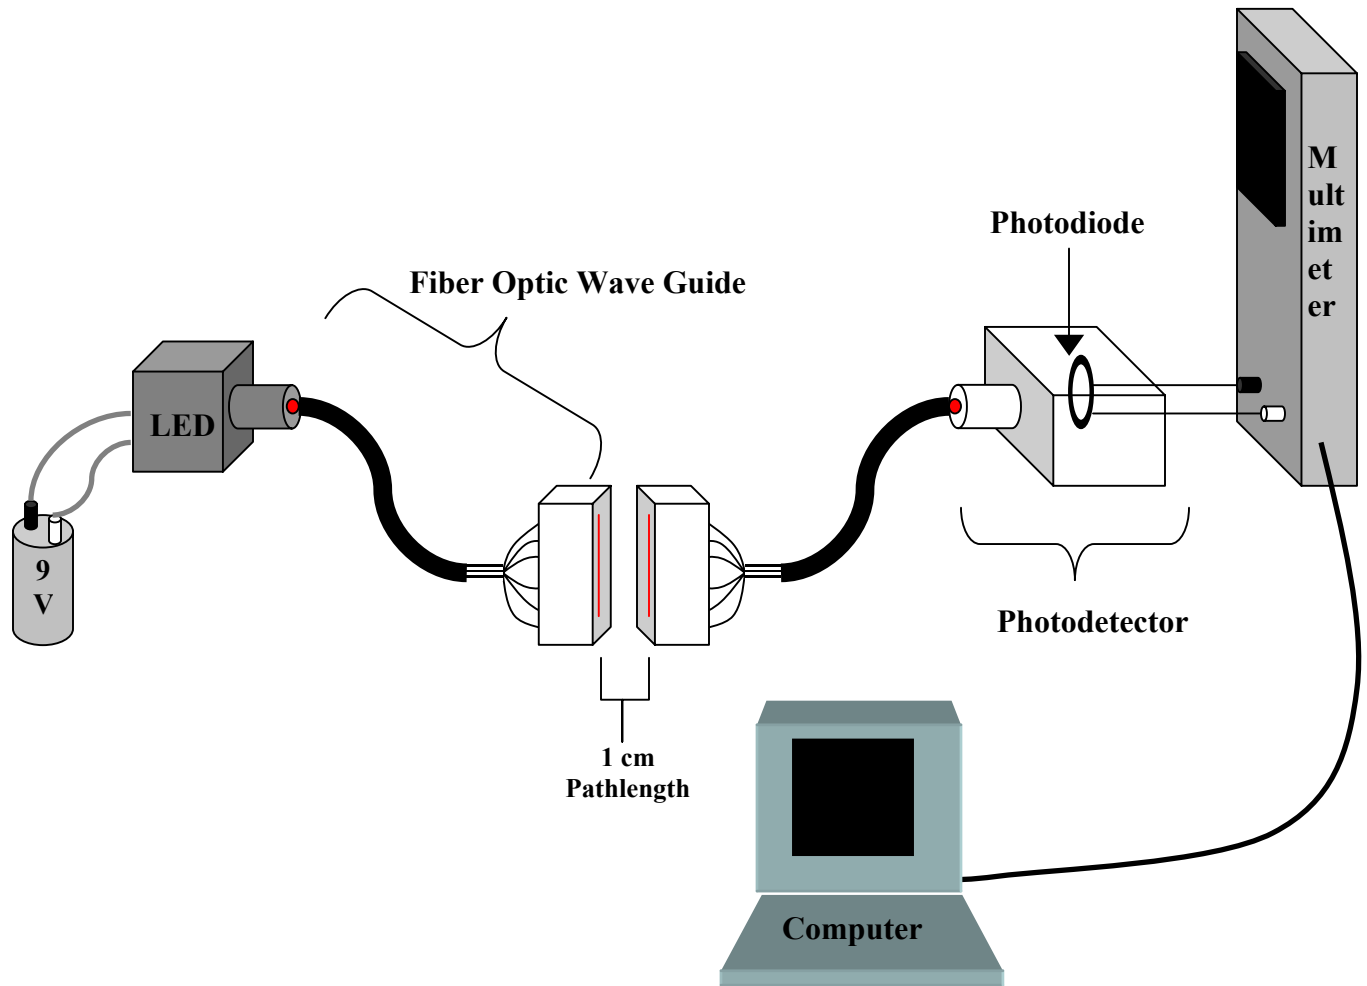 M
ult
im
et
er
Photodiode
Fiber Optic Wave Guide
LED
9
V
Photodetector
1 cm
Pathlength
Computer